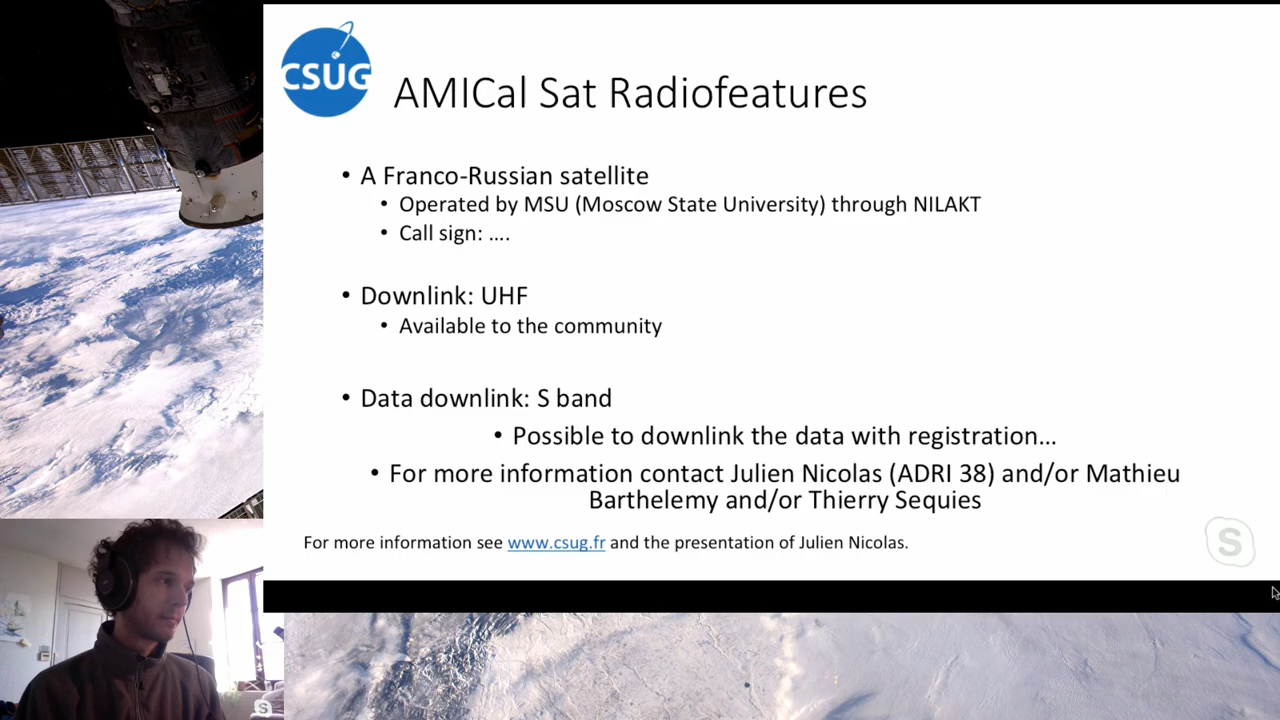 CSUG
AMICal Sat Radiofeatures
• A Franco-Russian satellite
• Operated by MSU (Moscow State University) through NILAKT
• Call sign: ....
• Downlink: UHF
• Available to the community
• Data downlink: S band
• Possible to downlink the data with registration...
• For more information contact Julien Nicolas (ADRI 38) and/or Mathieu
Barthelemy and/or Thierry Sequies
For more information see www.csug.fr and the presentation of Julien Nicolas.
S
S